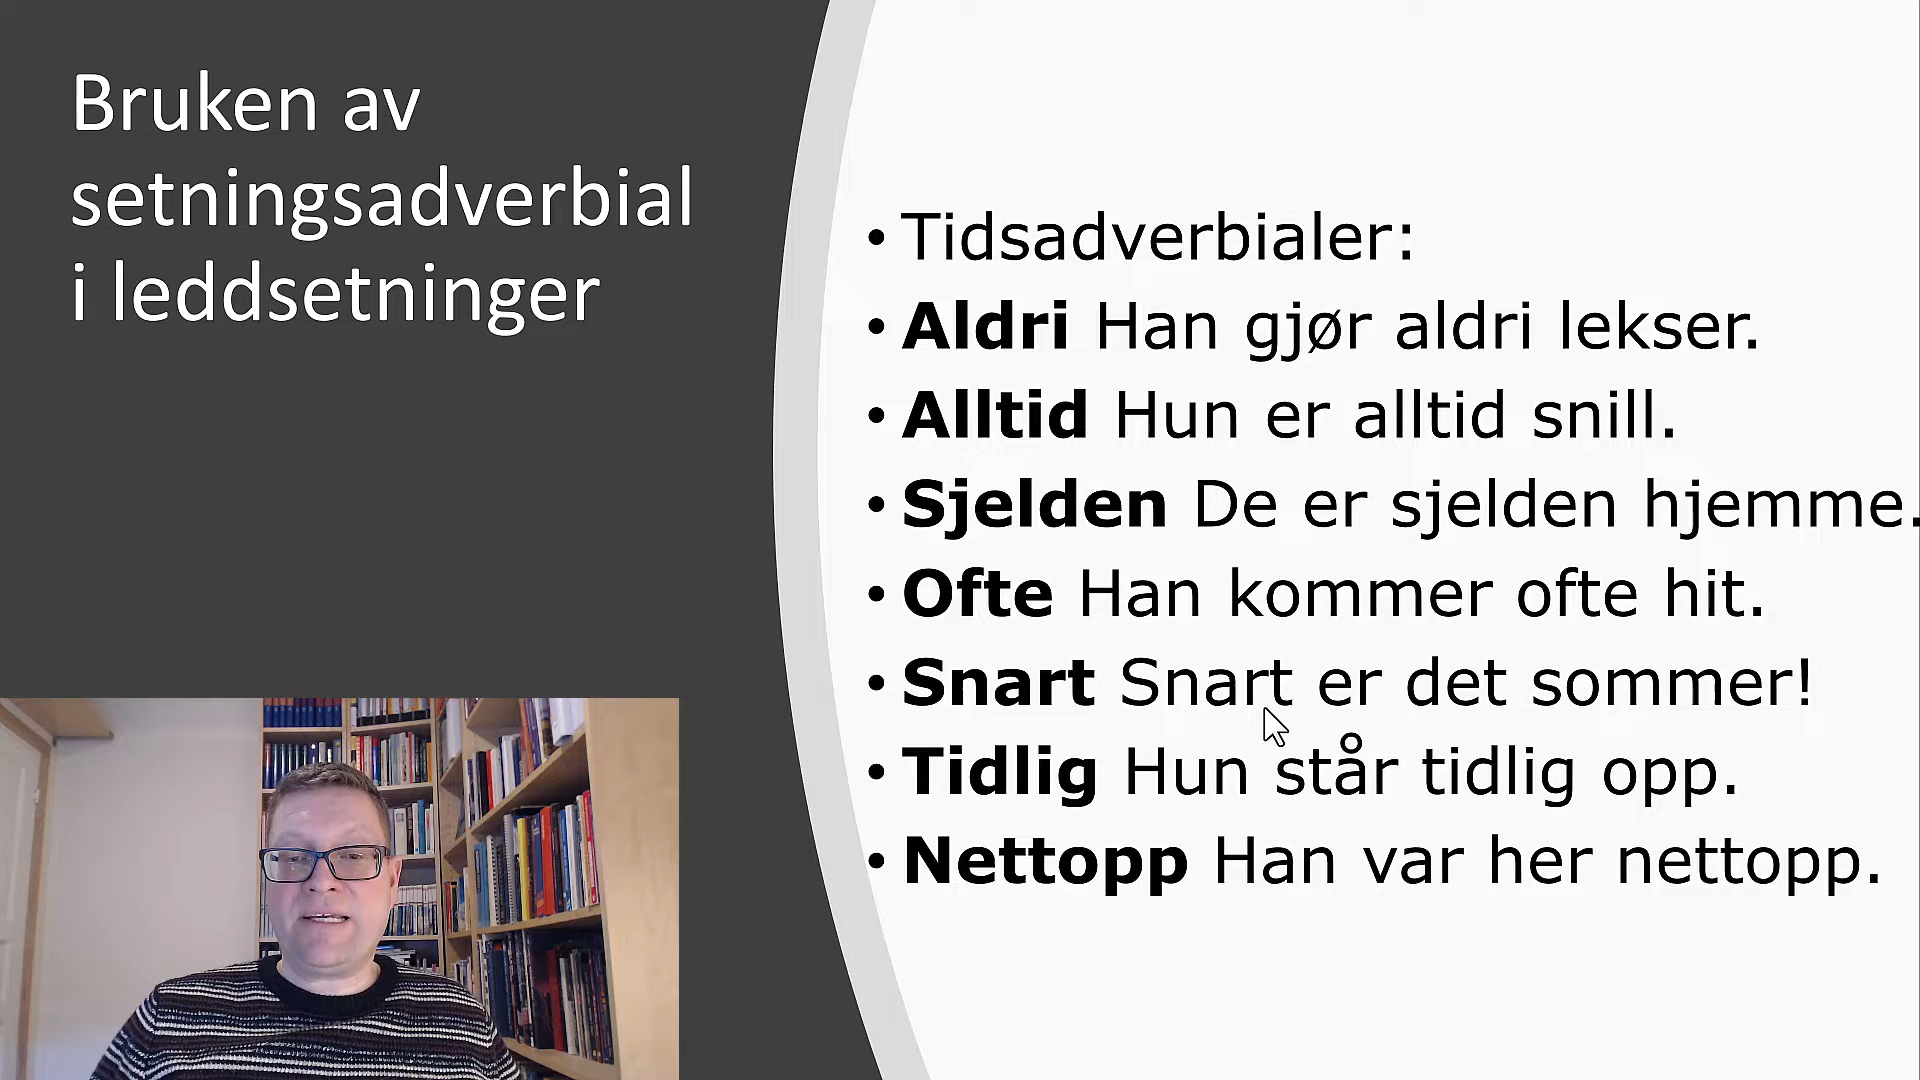 Bruken av
setningsadverbial
i leddsetninger
• Tidsadverbialer:
• Aldri Han gjør aldri lekser.
• Alltid Hun er alltid snill.
• Sjelden De er sjelden hjemme.
• Ofte Han kommer ofte hit.
• Snart Snart er det sommer!
• Tidlig Hun står tidlig opp.
• Nettopp Han var her nettopp.